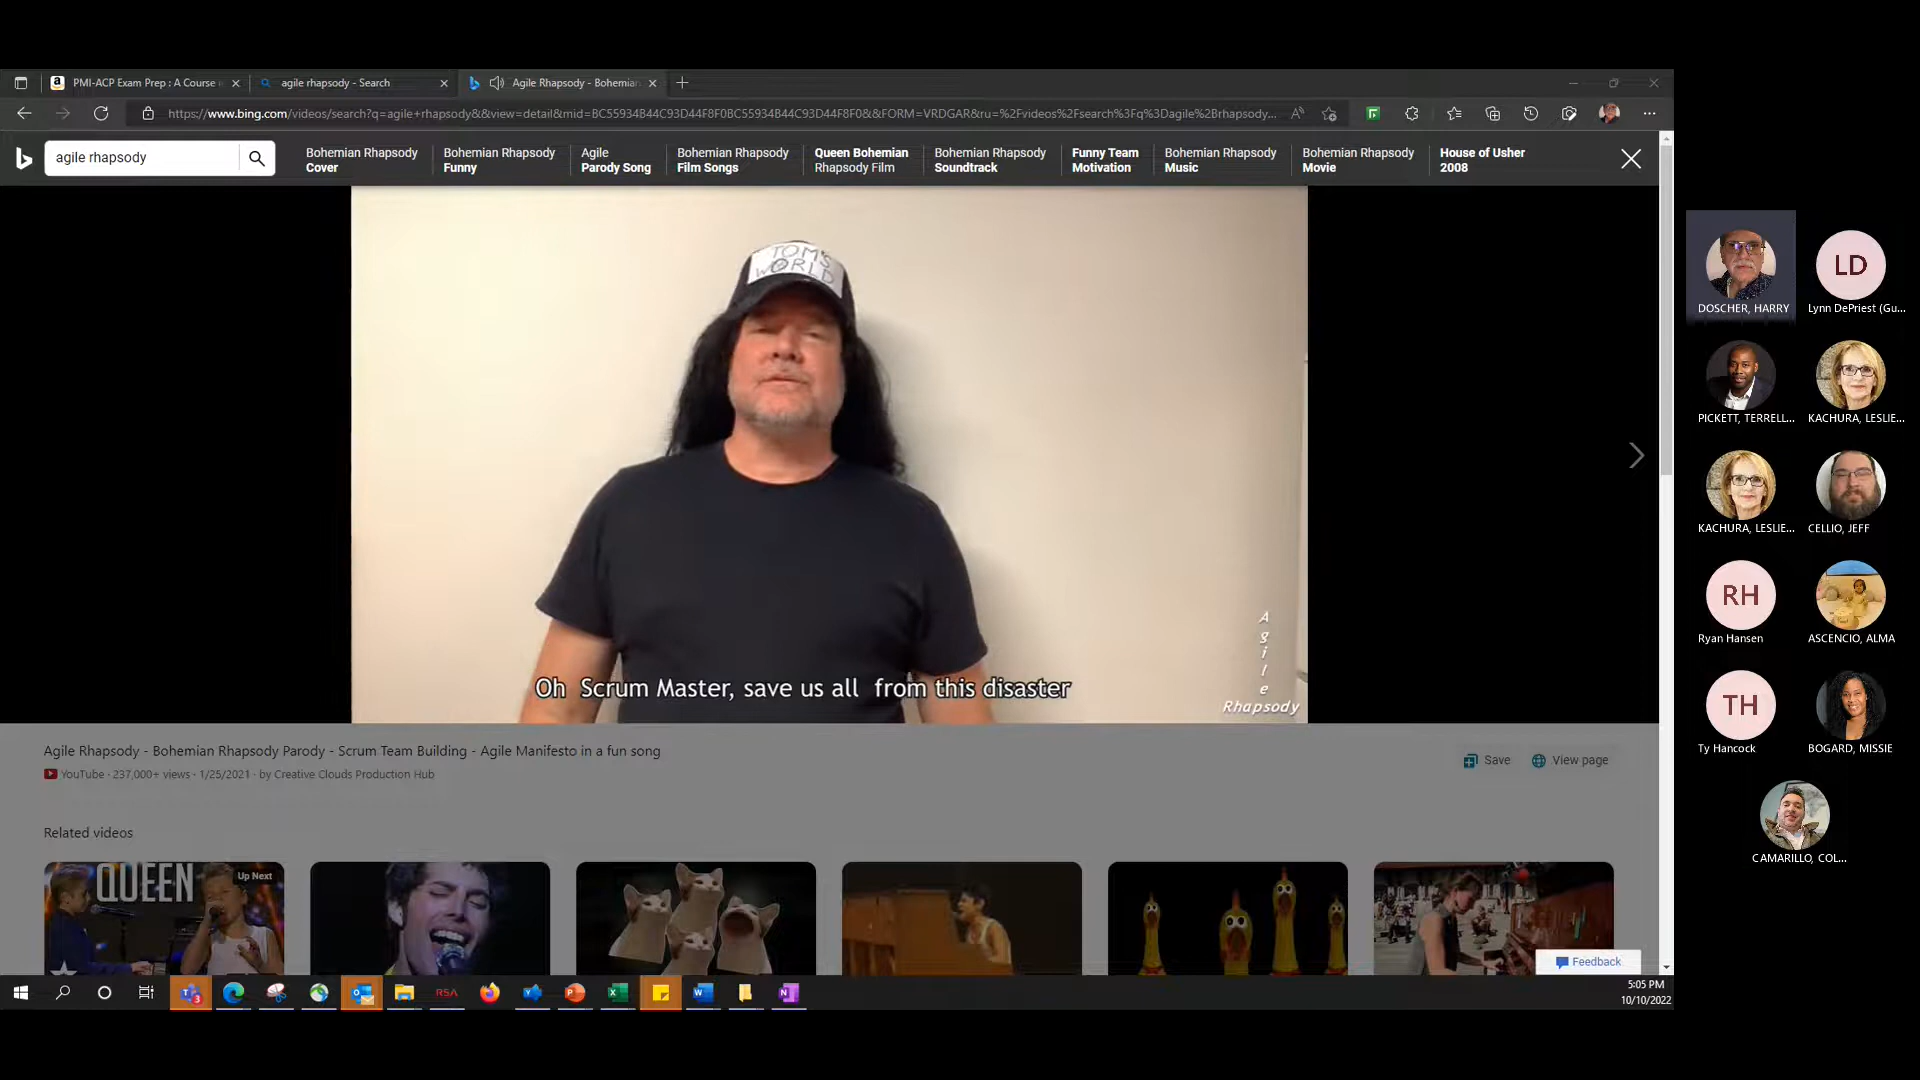 PMI-ACP Exam Prep : A Course
agile rhapsody - Search
Agile Rhapsody - Bohemian
https://www.bing.com/videos/search?q=agile+rhapsody&&view=detail&mid=BC55934B44C93D44F8F0BC55934B44C93D44F8F0&&FORM=VRDGAR&ru=%2Fvideos%2Fsearch%3Fq%3Dagile%2Brhapsody...
agile rhapsody
Bohemian Rhapsody
Cover
Bohemian Rhapsody
Funny
Agile
Parody Song
Bohemian Rhapsody
Film Songs
Queen Bohemian
Rhapsody Film
Bohemian Rhapsody
Soundtrack
Funny Team
Motivation
Bohemian Rhapsody
Music
Bohemian Rhapsody
Movie
House of Usher
2008
TOM'S
WORLD
Oh Scrum Master, save us all from this disaster
Agile
Rhapsody
Agile Rhapsody - Bohemian Rhapsody Parody - Scrum Team Building - Agile Manifesto in a fun song
YouTube · 237,000+ views · 1/25/2021 · by Creative Clouds Production Hub
Save
View page
Related videos
QUEEN
Up Next
Feedback
RSA
5:05 PM
10/10/2022
DOSCHER, HARRY
LD
Lynn DePriest (Gu...
PICKETT, TERRELL...
KACHURA, LESLIE...
KACHURA, LESLIE...
CELLIO, JEFF
RH
Ryan Hansen
ASCENCIO, ALMA
TH
Ty Hancock
BOGARD, MISSIE
CAMARILLO, COL...